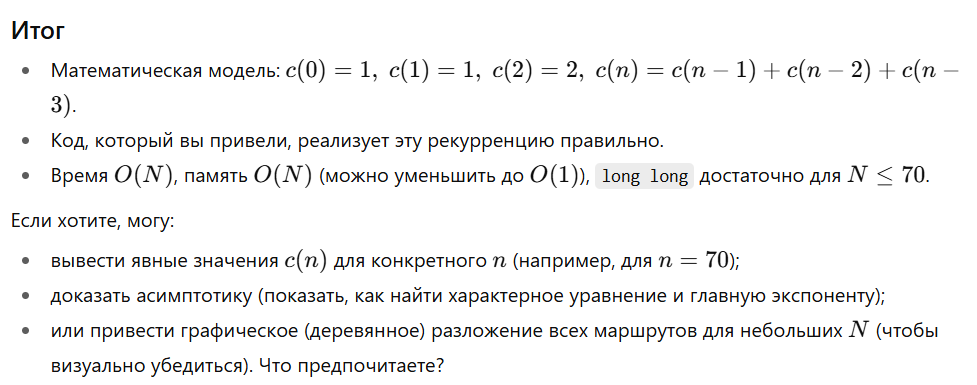 Итог
• Математическая модель: c(0) = 1, c(1) = 1, c(2) = 2, c(n) = c(n − 1) + c(n − 2) + c(n −
3).
• Код, который вы привели, реализует эту рекурренцию правильно.
• Время O(N), память O(N) (можно уменьшить до O(1)), long long достаточно для N ≤ 70.
Если хотите, могу:
• вывести явные значения c(n) для конкретного n (например, для n = 70);
• доказать асимптотику (показать, как найти характерное уравнение и главную экспоненту);
• или привести графическое (деревянное) разложение всех маршрутов для небольших N (чтобы
визуально убедиться). Что предпочитаете?